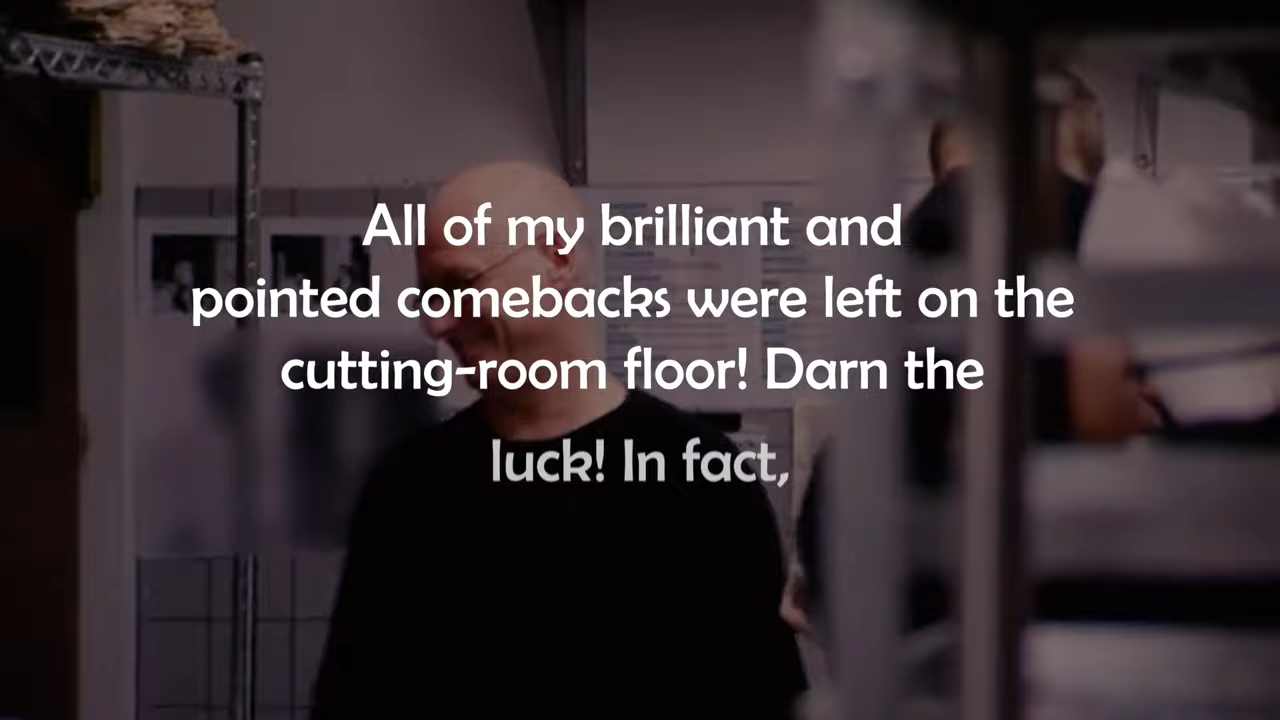 All of my brilliant and
pointed comebacks were left on the
cutting-room floor! Darn the
luck! In fact,